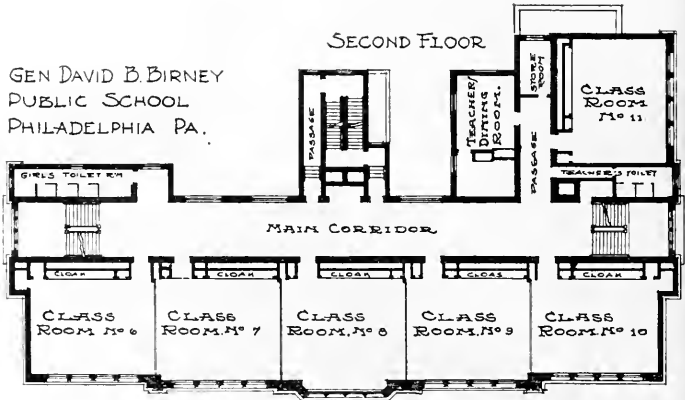 SECOND FLOOR
GEN DAVID B. BIRNEY
PUBLIC SCHOOL
PHILADELPHIA PA.
PASSAGE
TEACHERS
DINING
ROOM.
STORE
ROOM
CLASS
ROOM
No 11
PASSAGE
GIRLS TOILET R'M
TEACHER'S TOILET
MAIN CORRIDOR
CLOAK
CLOAK
CLOAK
CLOAS
CLOAK
CLASS
ROOM No 6
CLASS
ROOM. No 7
CLASS
ROOM. No 8
CLASS
ROOM. No 9
CLASS
ROOM. No 10